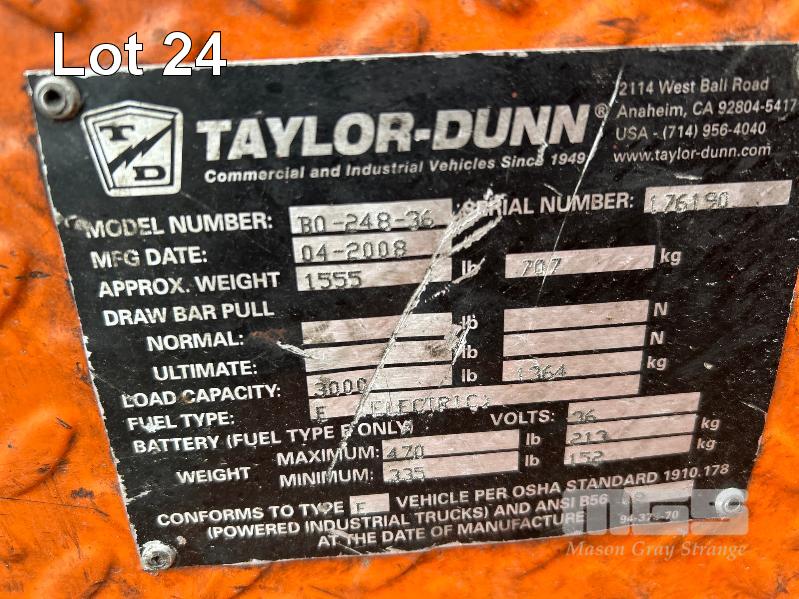 Lot 24
TD
TAYLOR-DUNN®
Commercial and Industrial Vehicles Since 1949
2114 West Ball Road
Anaheim, CA 92804-5417
USA - (714) 956-4040
www.taylor-dunn.com
MODEL NUMBER: B0-248-36 SERIAL NUMBER: 176190
MFG DATE: 04-2008
APPROX. WEIGHT 1555 lb 707 kg
DRAW BAR PULL
NORMAL: lb N
ULTIMATE: lb N
LOAD CAPACITY: 3000 lb 1364 kg
FUEL TYPE: E (ELECTRIC)
BATTERY (FUEL TYPE E ONLY) VOLTS: 36
WEIGHT MAXIMUM: 470 lb 213 kg
MINIMUM: 335 lb 152 kg
CONFORMS TO TYPE E VEHICLE PER OSHA STANDARD 1910.178
(POWERED INDUSTRIAL TRUCKS) AND ANSI B56
AT THE DATE OF MANUFACTURE
MGS
Mason Gray Strange